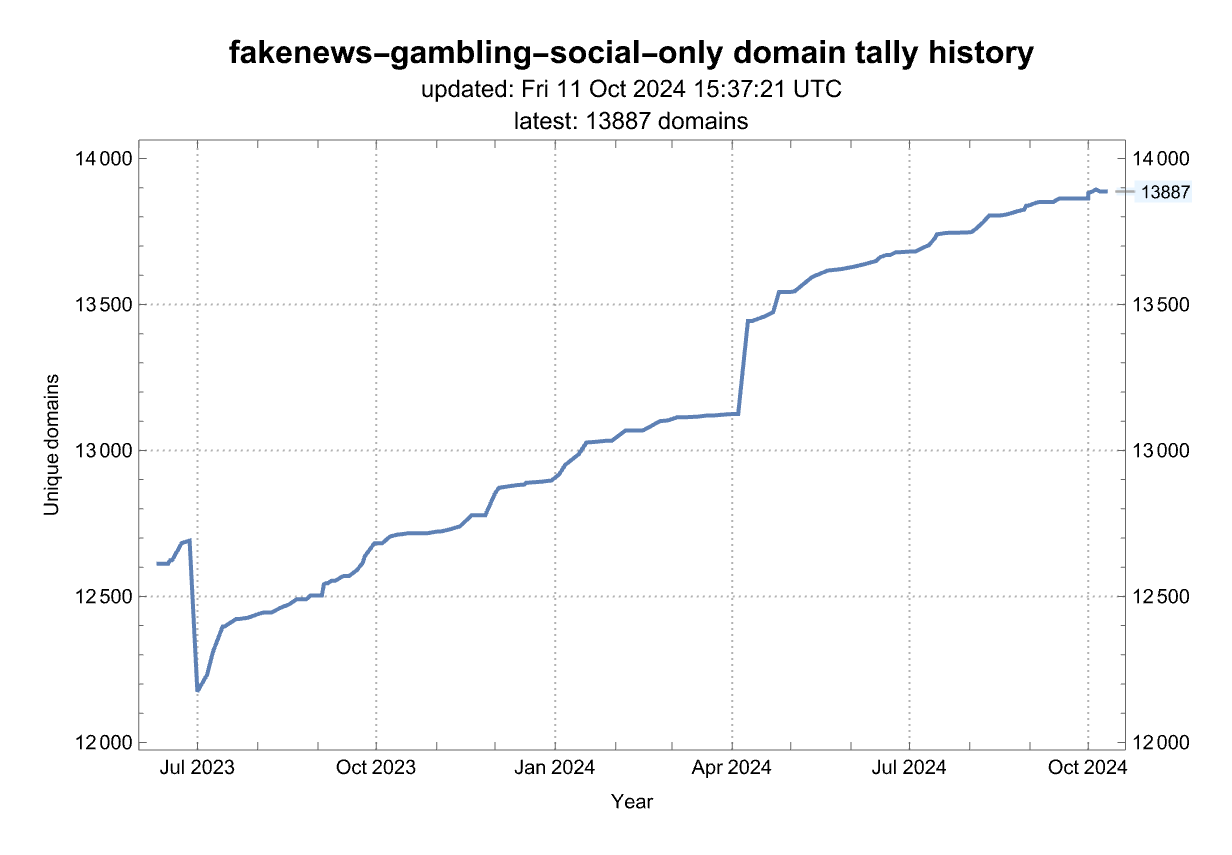 fakenews−gambling−social−only domain tally history
updated: Fri 11 Oct 2024 15:37:21 UTC
latest: 13887 domains
14 000 14 000
13887
13 500 13 500
Unique domains
13 000 13 000
12 500 12 500
12 000 12 000
Jul 2023 Oct 2023 Jan 2024 Apr 2024 Jul 2024 Oct 2024
Year